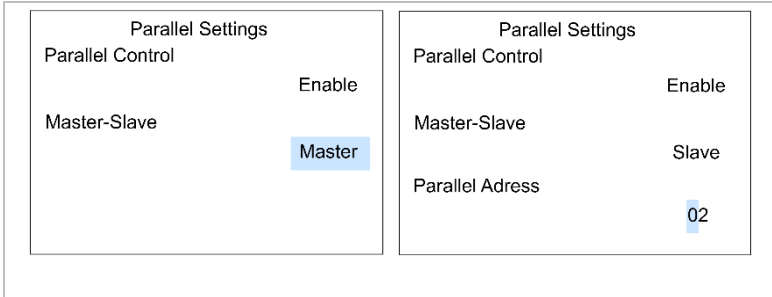 Parallel Settings
Parallel Control
Enable
Master-Slave
Master
Parallel Settings
Parallel Control
Enable
Master-Slave
Slave
Parallel Adress
02